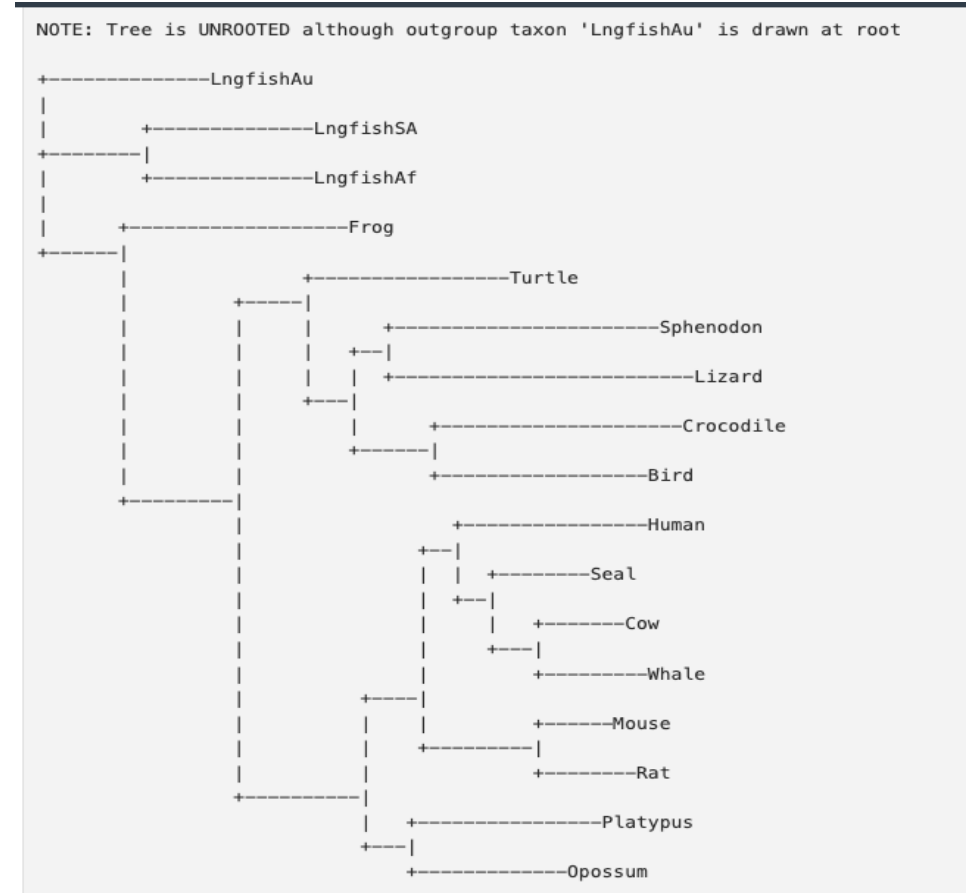 NOTE: Tree is UNROOTED although outgroup taxon 'LngfishAu' is drawn at root
LngfishAu
LngfishSA
LngfishAf
Frog
Turtle
Sphenodon
Lizard
Crocodile
Bird
Human
Seal
Cow
Whale
Mouse
Rat
Platypus
Opossum